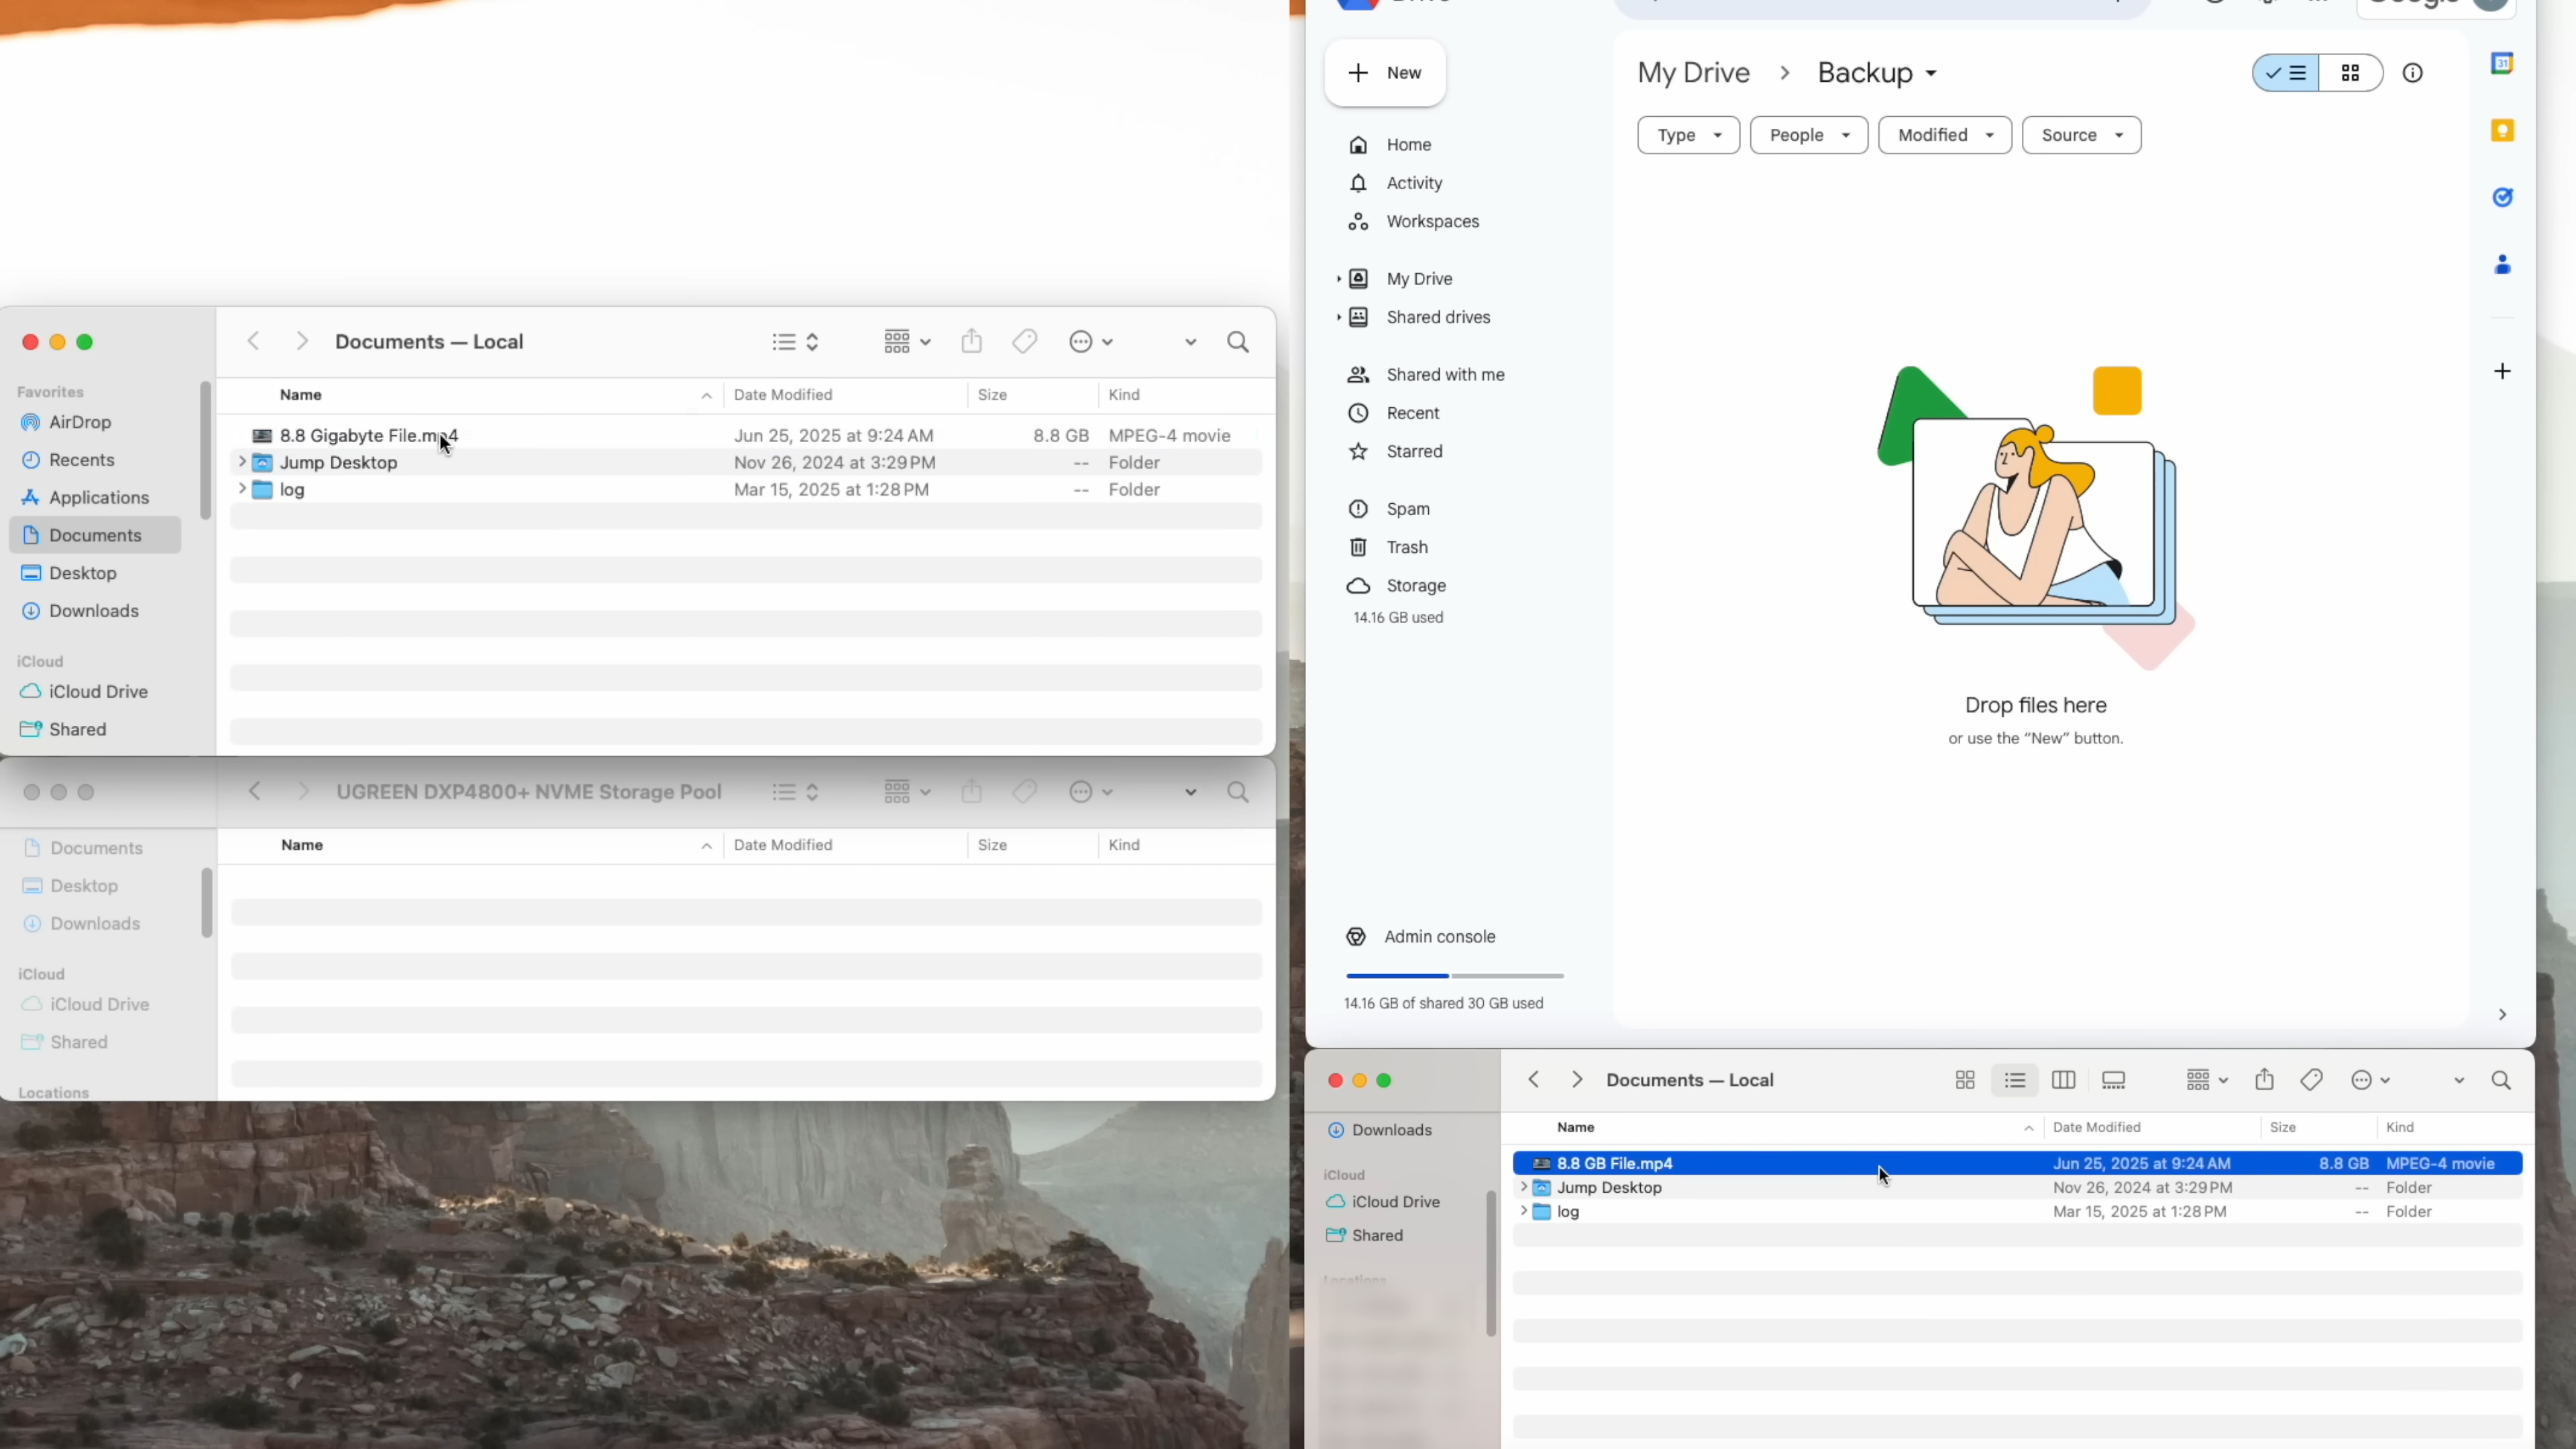 Documents — Local
Favorites
AirDrop
Recents
Applications
Documents
Desktop
Downloads
iCloud
iCloud Drive
Shared
Name Date Modified Size Kind
8.8 Gigabyte File.mp4 Jun 25, 2025 at 9:24 AM 8.8 GB MPEG-4 movie
Jump Desktop Nov 26, 2024 at 3:29 PM -- Folder
log Mar 15, 2025 at 1:28 PM -- Folder
UGREEN DXP4800+ NVME Storage Pool
Documents
Desktop
Downloads
iCloud
iCloud Drive
Shared
Locations
Name Date Modified Size Kind
New
Home
Activity
Workspaces
My Drive
Shared drives
Shared with me
Recent
Starred
Spam
Trash
Storage
14.16 GB used
Admin console
14.16 GB of shared 30 GB used
My Drive Backup
Type People Modified Source
31
Drop files here
or use the “New” button.
Documents — Local
Downloads
iCloud
iCloud Drive
Shared
Locations
Name Date Modified Size Kind
8.8 GB File.mp4 Jun 25, 2025 at 9:24 AM 8.8 GB MPEG-4 movie
Jump Desktop Nov 26, 2024 at 3:29 PM -- Folder
log Mar 15, 2025 at 1:28 PM -- Folder